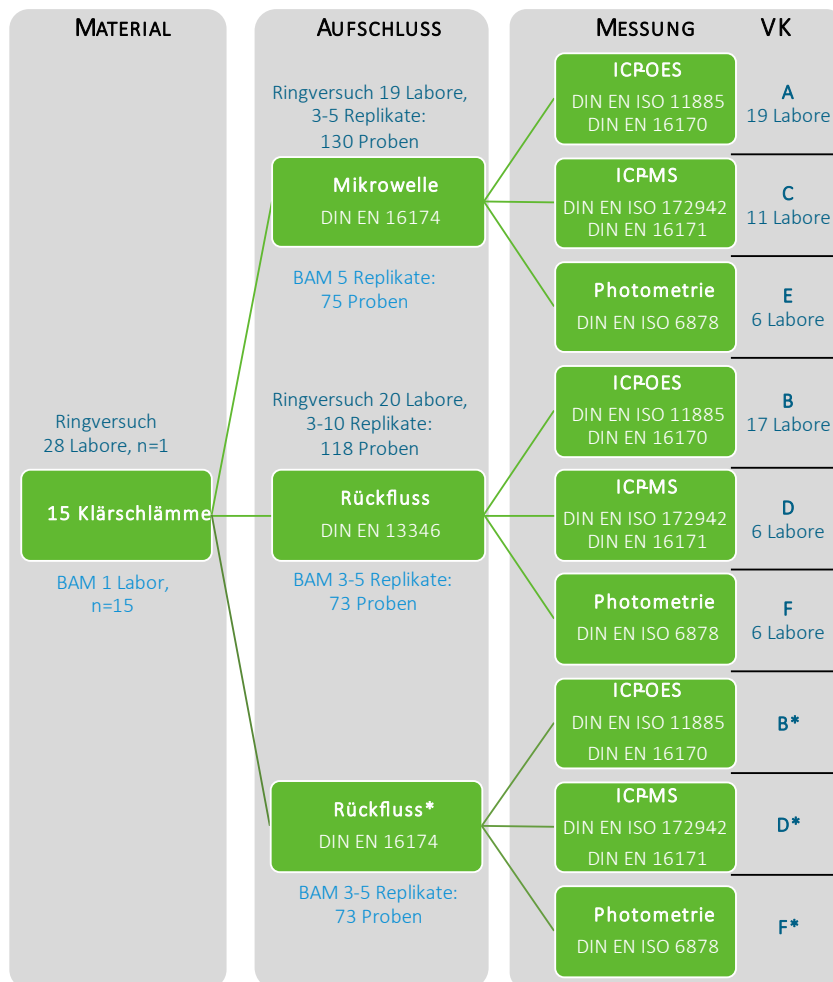 MATERIAL
AUFSCHLUSS
MESSUNG
VK
Ringversuch
28 Labore, n=1
15 Klärschlämme
BAM 1 Labor,
n=15
Ringversuch 19 Labore,
3-5 Replikate:
130 Proben
Mikrowelle
DIN EN 16174
BAM 5 Replikate:
75 Proben
Ringversuch 20 Labore,
3-10 Replikate:
118 Proben
Rückfluss
DIN EN 13346
BAM 3-5 Replikate:
73 Proben
Rückfluss*
DIN EN 16174
BAM 3-5 Replikate:
73 Proben
ICP-OES
DIN EN ISO 11885
DIN EN 16170
A
19 Labore
ICP-MS
DIN EN ISO 172942
DIN EN 16171
C
11 Labore
Photometrie
DIN EN ISO 6878
E
6 Labore
ICP-OES
DIN EN ISO 11885
DIN EN 16170
B
17 Labore
ICP-MS
DIN EN ISO 172942
DIN EN 16171
D
6 Labore
Photometrie
DIN EN ISO 6878
F
6 Labore
ICP-OES
DIN EN ISO 11885
DIN EN 16170
B*
ICP-MS
DIN EN ISO 172942
DIN EN 16171
D*
Photometrie
DIN EN ISO 6878
F*